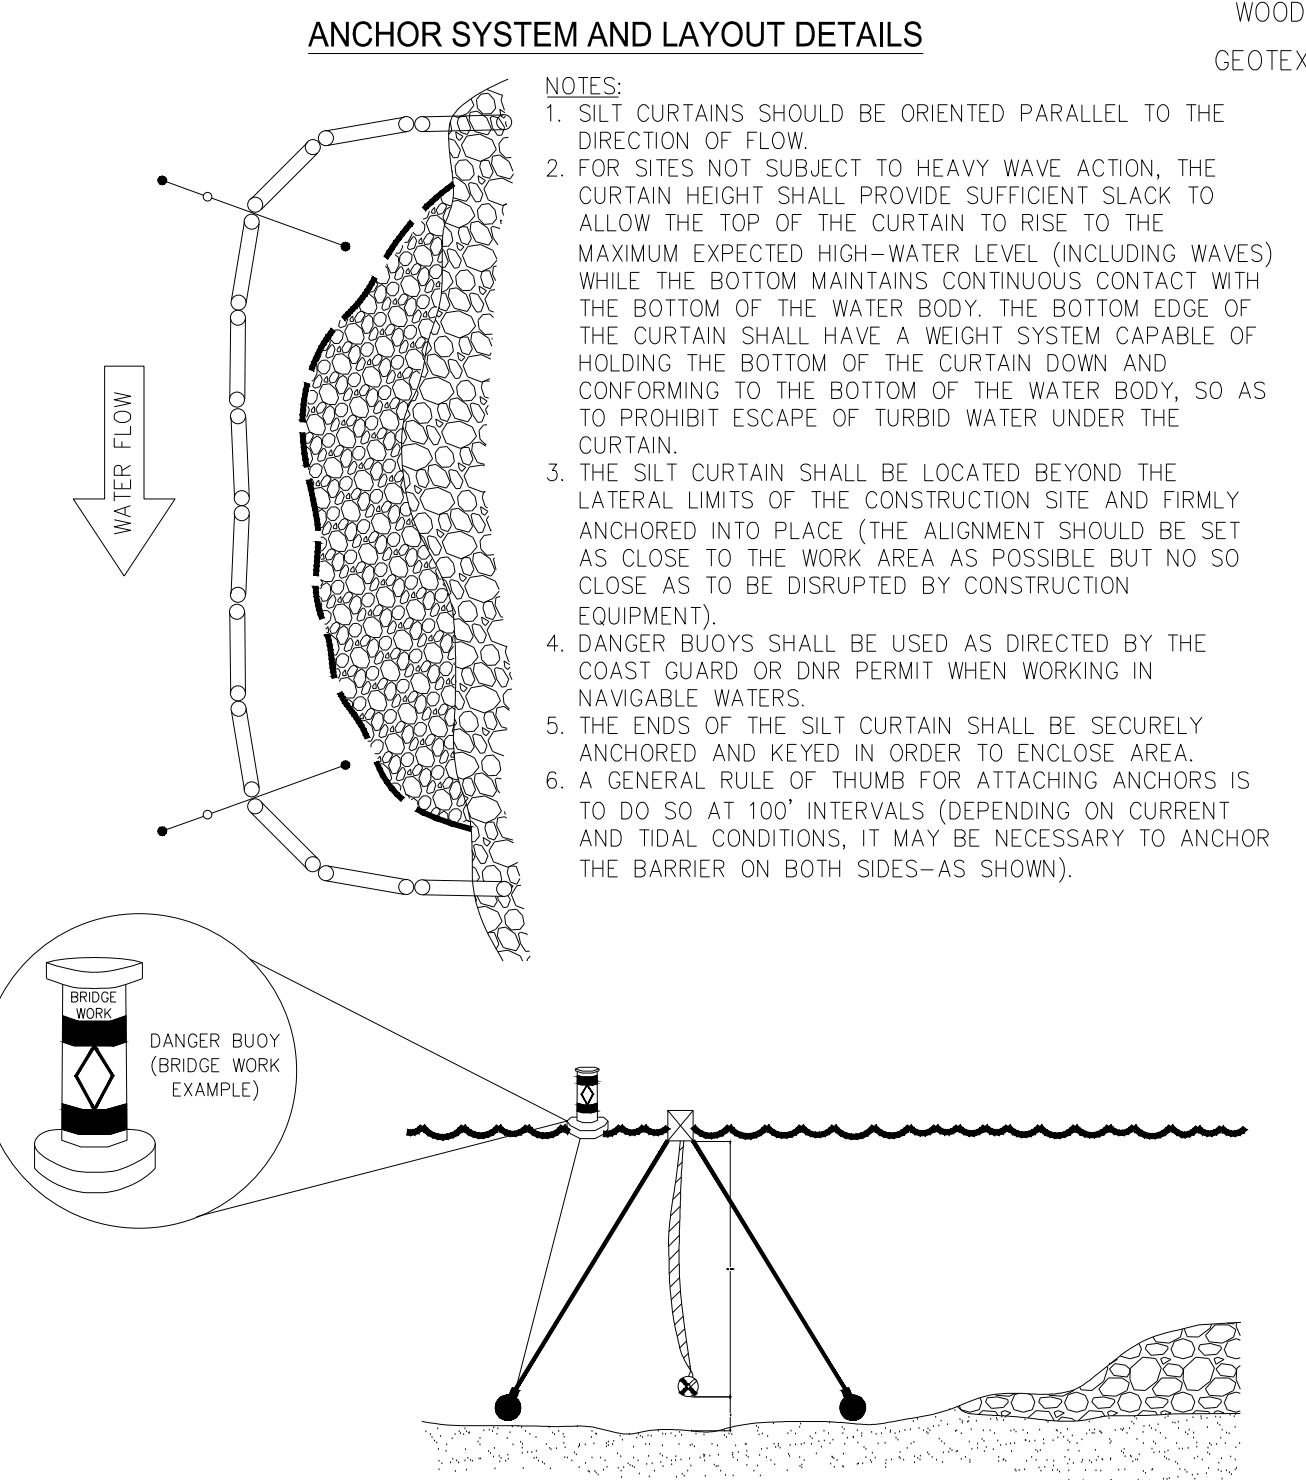 ANCHOR SYSTEM AND LAYOUT DETAILS
WOOD
GEOTEX
NOTES:
1. SILT CURTAINS SHOULD BE ORIENTED PARALLEL TO THE
DIRECTION OF FLOW.
2. FOR SITES NOT SUBJECT TO HEAVY WAVE ACTION, THE
CURTAIN HEIGHT SHALL PROVIDE SUFFICIENT SLACK TO
ALLOW THE TOP OF THE CURTAIN TO RISE TO THE
MAXIMUM EXPECTED HIGH-WATER LEVEL (INCLUDING WAVES)
WHILE THE BOTTOM MAINTAINS CONTINUOUS CONTACT WITH
THE BOTTOM OF THE WATER BODY. THE BOTTOM EDGE OF
THE CURTAIN SHALL HAVE A WEIGHT SYSTEM CAPABLE OF
HOLDING THE BOTTOM OF THE CURTAIN DOWN AND
CONFORMING TO THE BOTTOM OF THE WATER BODY, SO AS
TO PROHIBIT ESCAPE OF TURBID WATER UNDER THE
CURTAIN.
3. THE SILT CURTAIN SHALL BE LOCATED BEYOND THE
LATERAL LIMITS OF THE CONSTRUCTION SITE AND FIRMLY
ANCHORED INTO PLACE (THE ALIGNMENT SHOULD BE SET
AS CLOSE TO THE WORK AREA AS POSSIBLE BUT NO SO
CLOSE AS TO BE DISRUPTED BY CONSTRUCTION
EQUIPMENT).
4. DANGER BUOYS SHALL BE USED AS DIRECTED BY THE
COAST GUARD OR DNR PERMIT WHEN WORKING IN
NAVIGABLE WATERS.
5. THE ENDS OF THE SILT CURTAIN SHALL BE SECURELY
ANCHORED AND KEYED IN ORDER TO ENCLOSE AREA.
6. A GENERAL RULE OF THUMB FOR ATTACHING ANCHORS IS
TO DO SO AT 100' INTERVALS (DEPENDING ON CURRENT
AND TIDAL CONDITIONS, IT MAY BE NECESSARY TO ANCHOR
THE BARRIER ON BOTH SIDES-AS SHOWN).
WATER FLOW
BRIDGE
WORK
DANGER BUOY
(BRIDGE WORK
EXAMPLE)